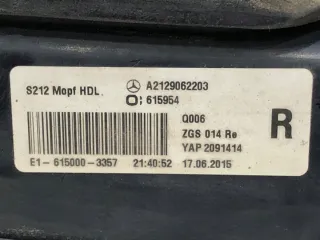 S212 Mopf HDL A2129062203
O: 615954
Q006
ZGS 014 Re
R
YAP 2091414
E1-615000-3357 21:40:52 17.06.2015